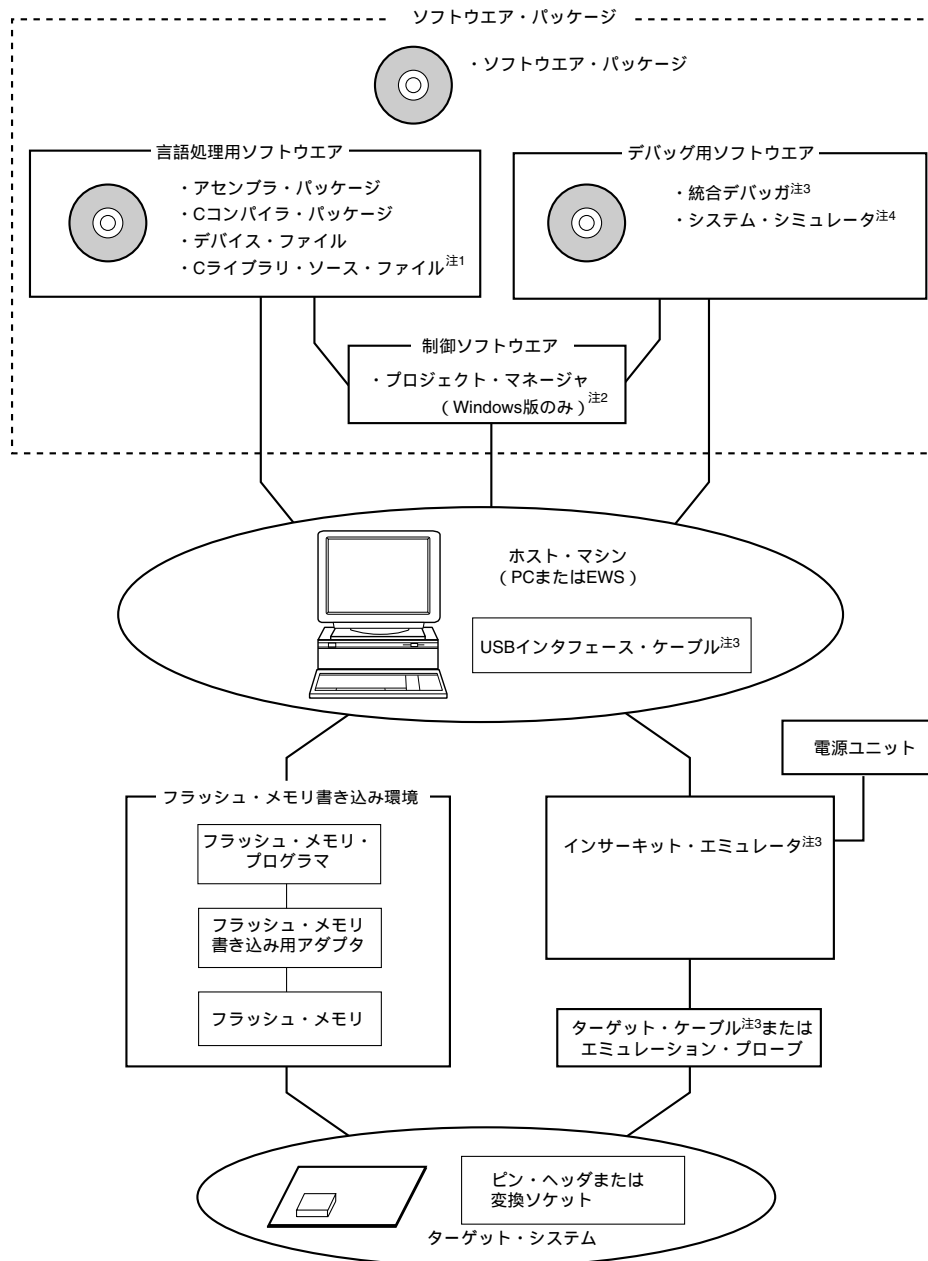 ソフトウエア・パッケージ
・ソフトウエア・パッケージ
言語処理用ソフトウエア
・アセンブラ・パッケージ
・Cコンパイラ・パッケージ
・デバイス・ファイル
・Cライブラリ・ソース・ファイル注1
デバッグ用ソフトウエア
・統合デバッガ注3
・システム・シミュレータ注4
制御ソフトウエア
・プロジェクト・マネージャ
(Windows版のみ)注2
ホスト・マシン
(PCまたはEWS)
USBインタフェース・ケーブル注3
電源ユニット
フラッシュ・メモリ書き込み環境
フラッシュ・メモリ・
プログラマ
フラッシュ・メモリ
書き込み用アダプタ
フラッシュ・メモリ
インサーキット・エミュレータ注3
ターゲット・ケーブル注3または
エミュレーション・プローブ
ピン・ヘッダまたは
変換ソケット
ターゲット・システム